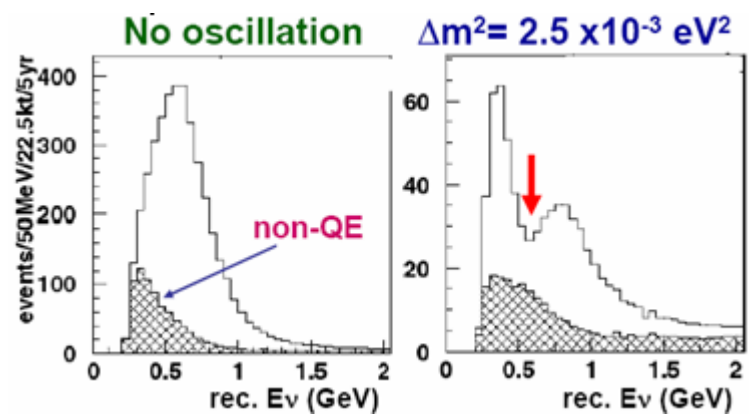 No oscillation
Δm²= 2.5 x10⁻³ eV²
events/50MeV/22.5kt/5yr
400
300
200
100
0
non-QE
0 0.5 1 1.5 2
rec. Eν (GeV)
60
40
20
0
0 0.5 1 1.5 2
rec. Eν (GeV)